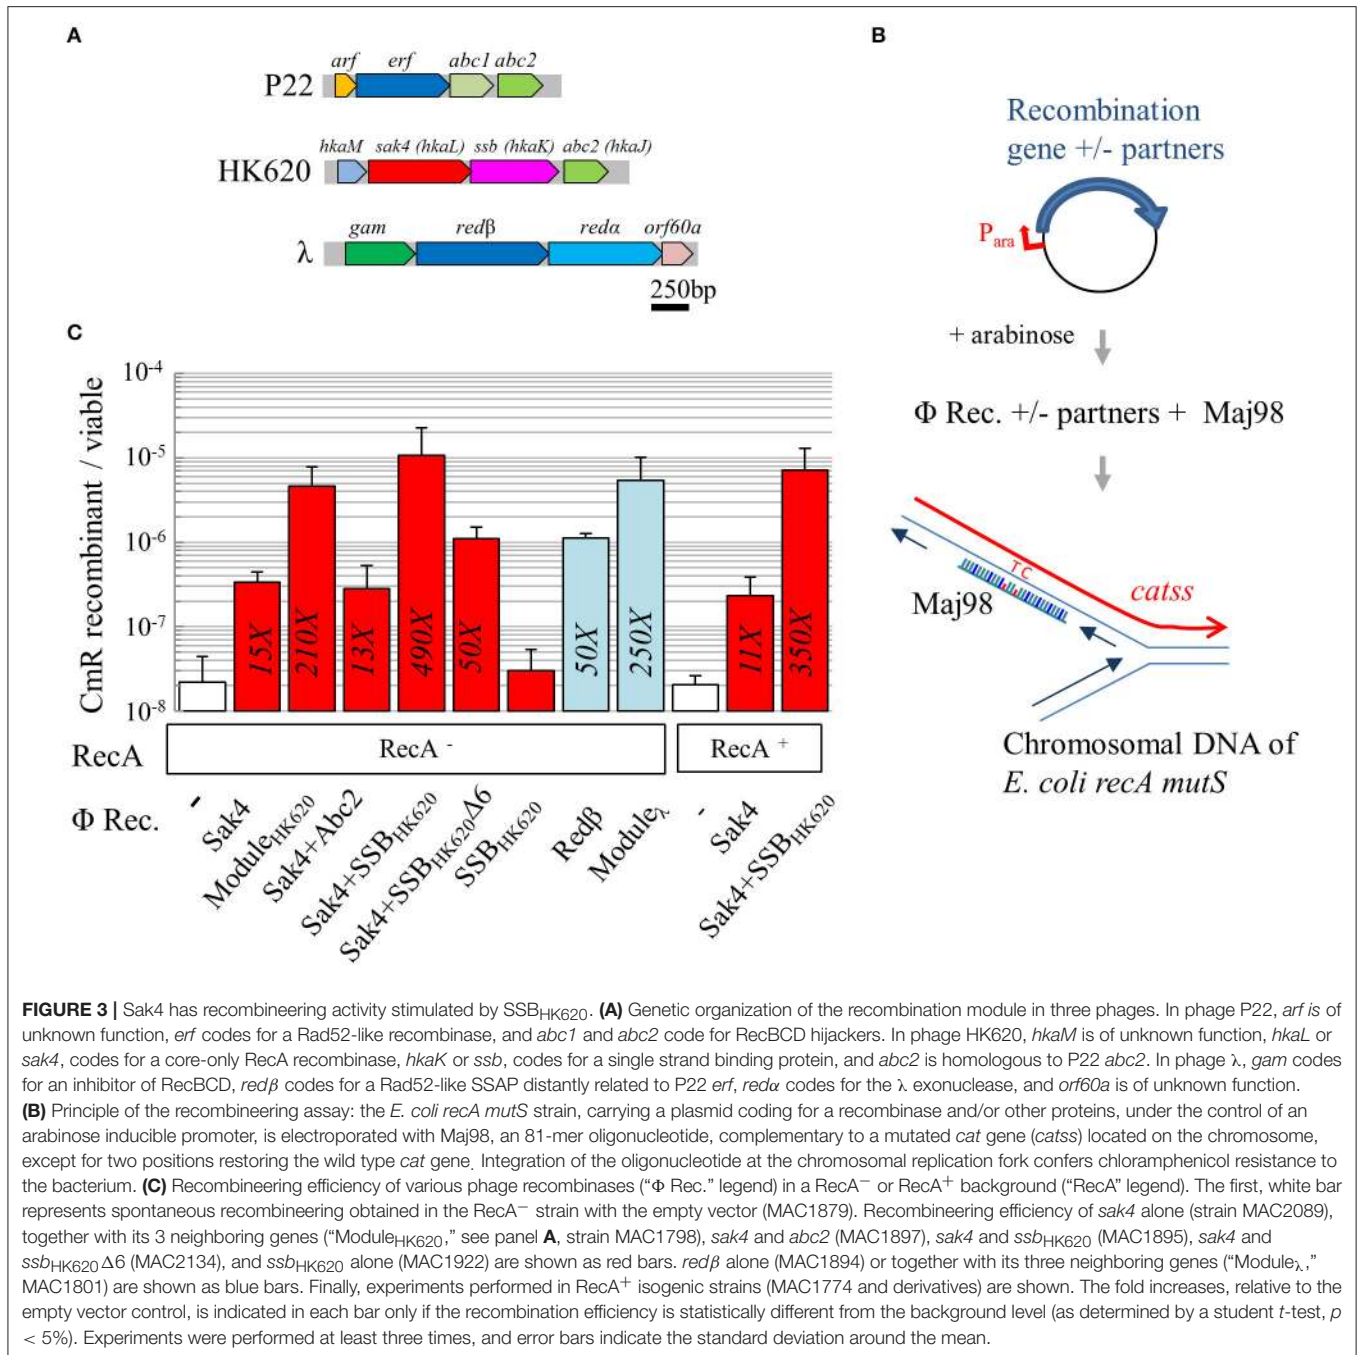 A
arf erf abc1 abc2
P22
hkaM sak4 (hkaL) ssb (hkaK) abc2 (hkaJ)
HK620
gam redβ redα orf60a
λ
250bp
B
Recombination
gene +/- partners
Para
+ arabinose
Φ Rec. +/- partners + Maj98
TC
catss
Maj98
Chromosomal DNA of
E. coli recA mutS
C
CmR recombinant / viable
10-4
10-5
10-6
10-7
10-8
15X
210X
13X
490X
50X
50X
250X
11X
350X
RecA
RecA -
RecA +
Φ Rec.
-
Sak4
ModuleHK620
Sak4+Abc2
Sak4+SSBHK620
Sak4+SSBHK620Δ6
SSBHK620
Redβ
Moduleλ
-
Sak4
Sak4+SSBHK620
FIGURE 3 | Sak4 has recombineering activity stimulated by SSBHK620. (A) Genetic organization of the recombination module in three phages. In phage P22, arf is of
unknown function, erf codes for a Rad52-like recombinase, and abc1 and abc2 code for RecBCD hijackers. In phage HK620, hkaM is of unknown function, hkaL or
sak4, codes for a core-only RecA recombinase, hkaK or ssb, codes for a single strand binding protein, and abc2 is homologous to P22 abc2. In phage λ, gam codes
for an inhibitor of RecBCD, redβ codes for a Rad52-like SSAP distantly related to P22 erf, redα codes for the λ exonuclease, and orf60a is of unknown function.
(B) Principle of the recombineering assay: the E. coli recA mutS strain, carrying a plasmid coding for a recombinase and/or other proteins, under the control of an
arabinose inducible promoter, is electroporated with Maj98, an 81-mer oligonucleotide, complementary to a mutated cat gene (catss) located on the chromosome,
except for two positions restoring the wild type cat gene. Integration of the oligonucleotide at the chromosomal replication fork confers chloramphenicol resistance to
the bacterium. (C) Recombineering efficiency of various phage recombinases ("Φ Rec." legend) in a RecA− or RecA+ background ("RecA" legend). The first, white bar
represents spontaneous recombineering obtained in the RecA− strain with the empty vector (MAC1879). Recombineering efficiency of sak4 alone (strain MAC2089),
together with its 3 neighboring genes ("ModuleHK620," see panel A, strain MAC1798), sak4 and abc2 (MAC1897), sak4 and ssbHK620 (MAC1895), sak4 and
ssbHK620Δ6 (MAC2134), and ssbHK620 alone (MAC1922) are shown as red bars. redβ alone (MAC1894) or together with its three neighboring genes ("Moduleλ,"
MAC1801) are shown as blue bars. Finally, experiments performed in RecA+ isogenic strains (MAC1774 and derivatives) are shown. The fold increases, relative to the
empty vector control, is indicated in each bar only if the recombination efficiency is statistically different from the background level (as determined by a student t-test, p
< 5%). Experiments were performed at least three times, and error bars indicate the standard deviation around the mean.